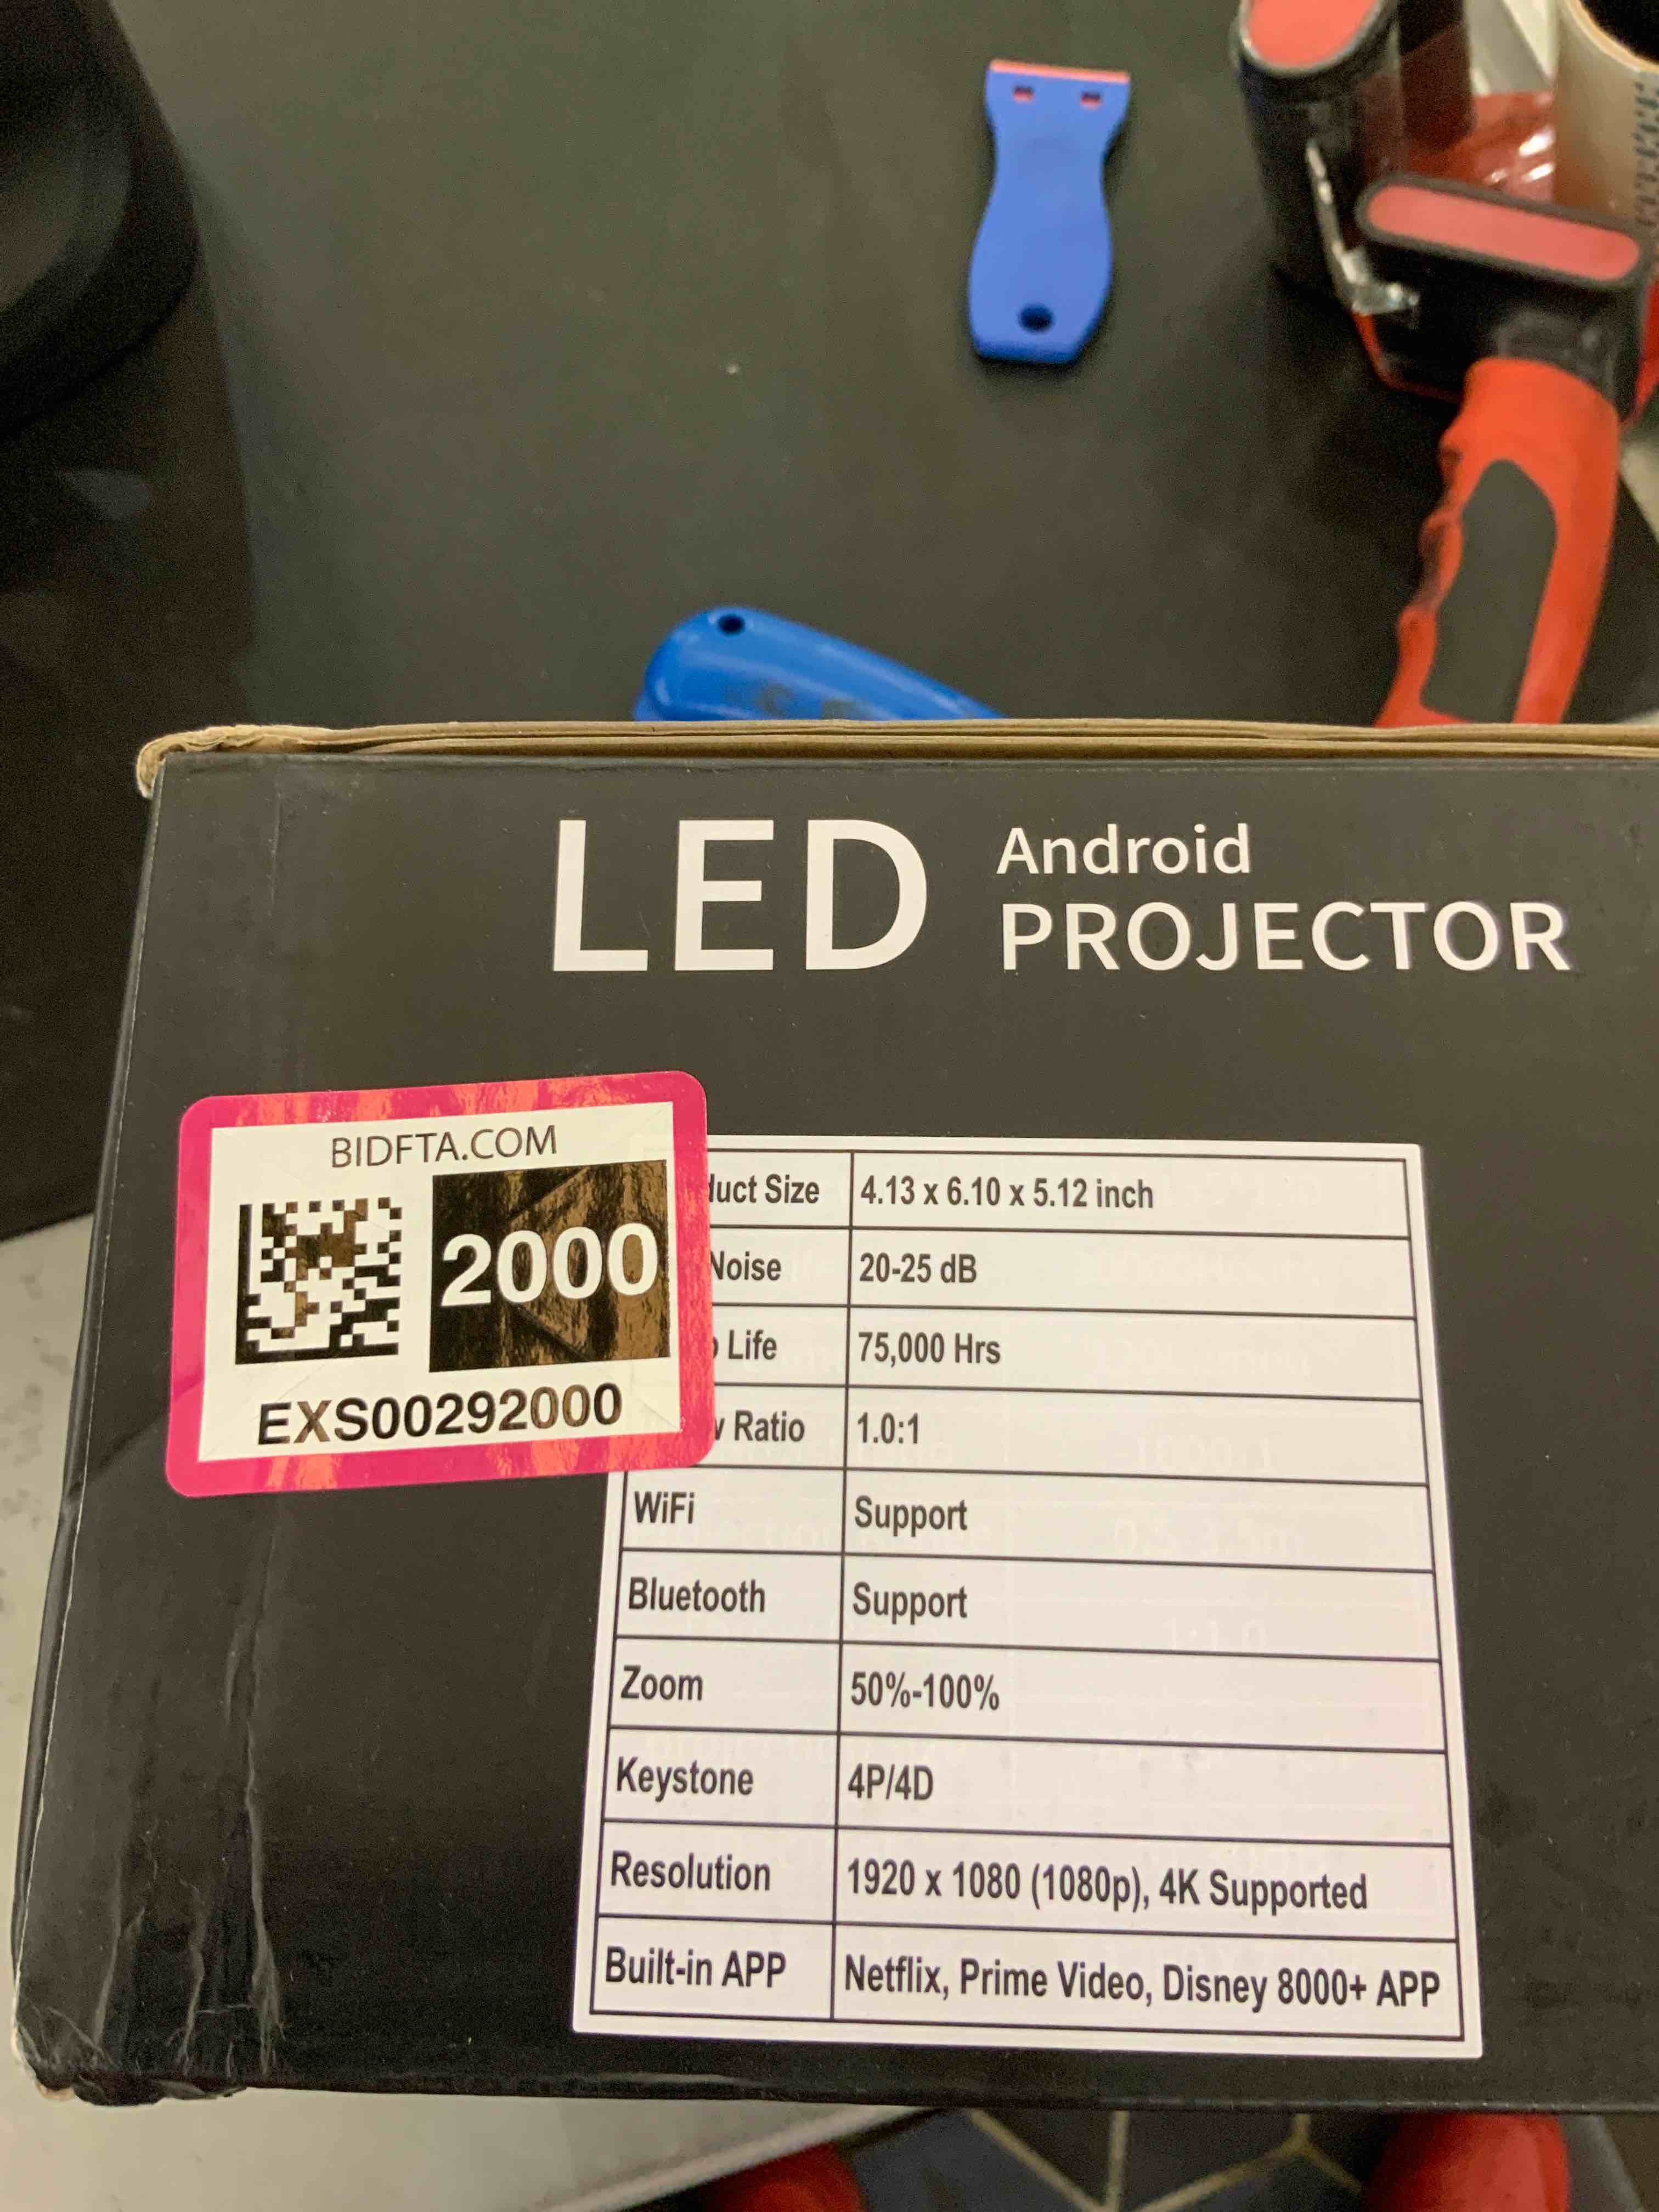 LED Android
PROJECTOR
BIDFTA.COM
2000
EXS00292000
Size 4.13 x 6.10 x 5.12 inch
Noise 20-25 dB
Life 75,000 Hrs
Ratio 1.0:1
WiFi Support
Bluetooth Support
Zoom 50%-100%
Keystone 4P/4D
Resolution 1920 x 1080 (1080p), 4K Supported
Built-in APP Netflix, Prime Video, Disney 8000+ APP